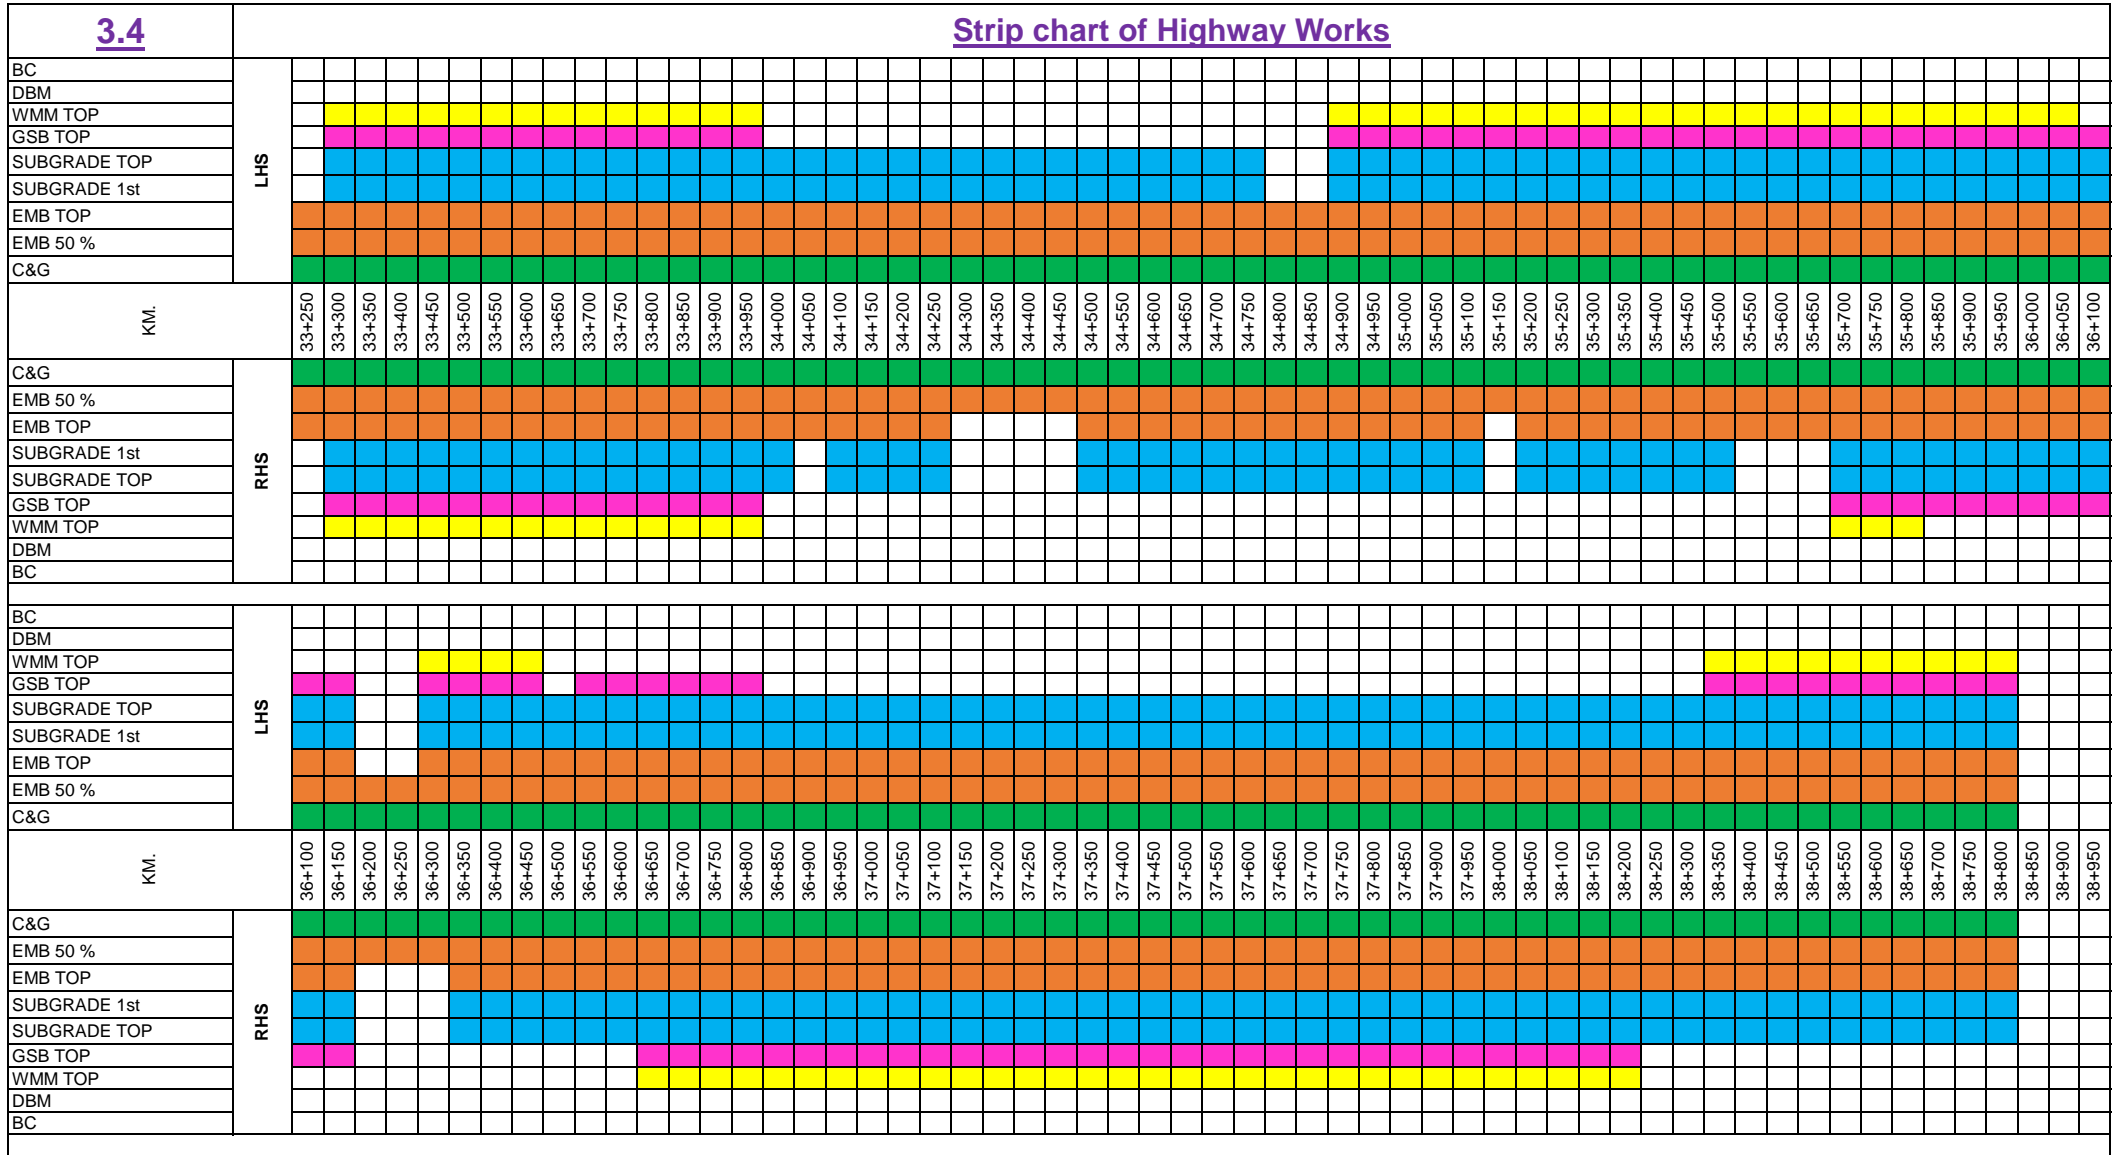 3.4 Strip chart of Highway Works
BC
DBM
WMM TOP
GSB TOP
SUBGRADE TOP
SUBGRADE 1st
EMB TOP
EMB 50 %
C&G
LHS
KM. 33+250 33+300 33+350 33+400 33+450 33+500 33+550 33+600 33+650 33+700 33+750 33+800 33+850 33+900 33+950 34+000 34+050 34+100 34+150 34+200 34+250 34+300 34+350 34+400 34+450 34+500 34+550 34+600 34+650 34+700 34+750 34+800 34+850 34+900 34+950 35+000 35+050 35+100 35+150 35+200 35+250 35+300 35+350 35+400 35+450 35+500 35+550 35+600 35+650 35+700 35+750 35+800 35+850 35+900 35+950 36+000 36+050 36+100
C&G
EMB 50 %
EMB TOP
SUBGRADE 1st
SUBGRADE TOP
GSB TOP
WMM TOP
DBM
BC
RHS
BC
DBM
WMM TOP
GSB TOP
SUBGRADE TOP
SUBGRADE 1st
EMB TOP
EMB 50 %
C&G
LHS
KM. 36+100 36+150 36+200 36+250 36+300 36+350 36+400 36+450 36+500 36+550 36+600 36+650 36+700 36+750 36+800 36+850 36+900 36+950 37+000 37+050 37+100 37+150 37+200 37+250 37+300 37+350 37+400 37+450 37+500 37+550 37+600 37+650 37+700 37+750 37+800 37+850 37+900 37+950 38+000 38+050 38+100 38+150 38+200 38+250 38+300 38+350 38+400 38+450 38+500 38+550 38+600 38+650 38+700 38+750 38+800 38+850 38+900 38+950
C&G
EMB 50 %
EMB TOP
SUBGRADE 1st
SUBGRADE TOP
GSB TOP
WMM TOP
DBM
BC
RHS